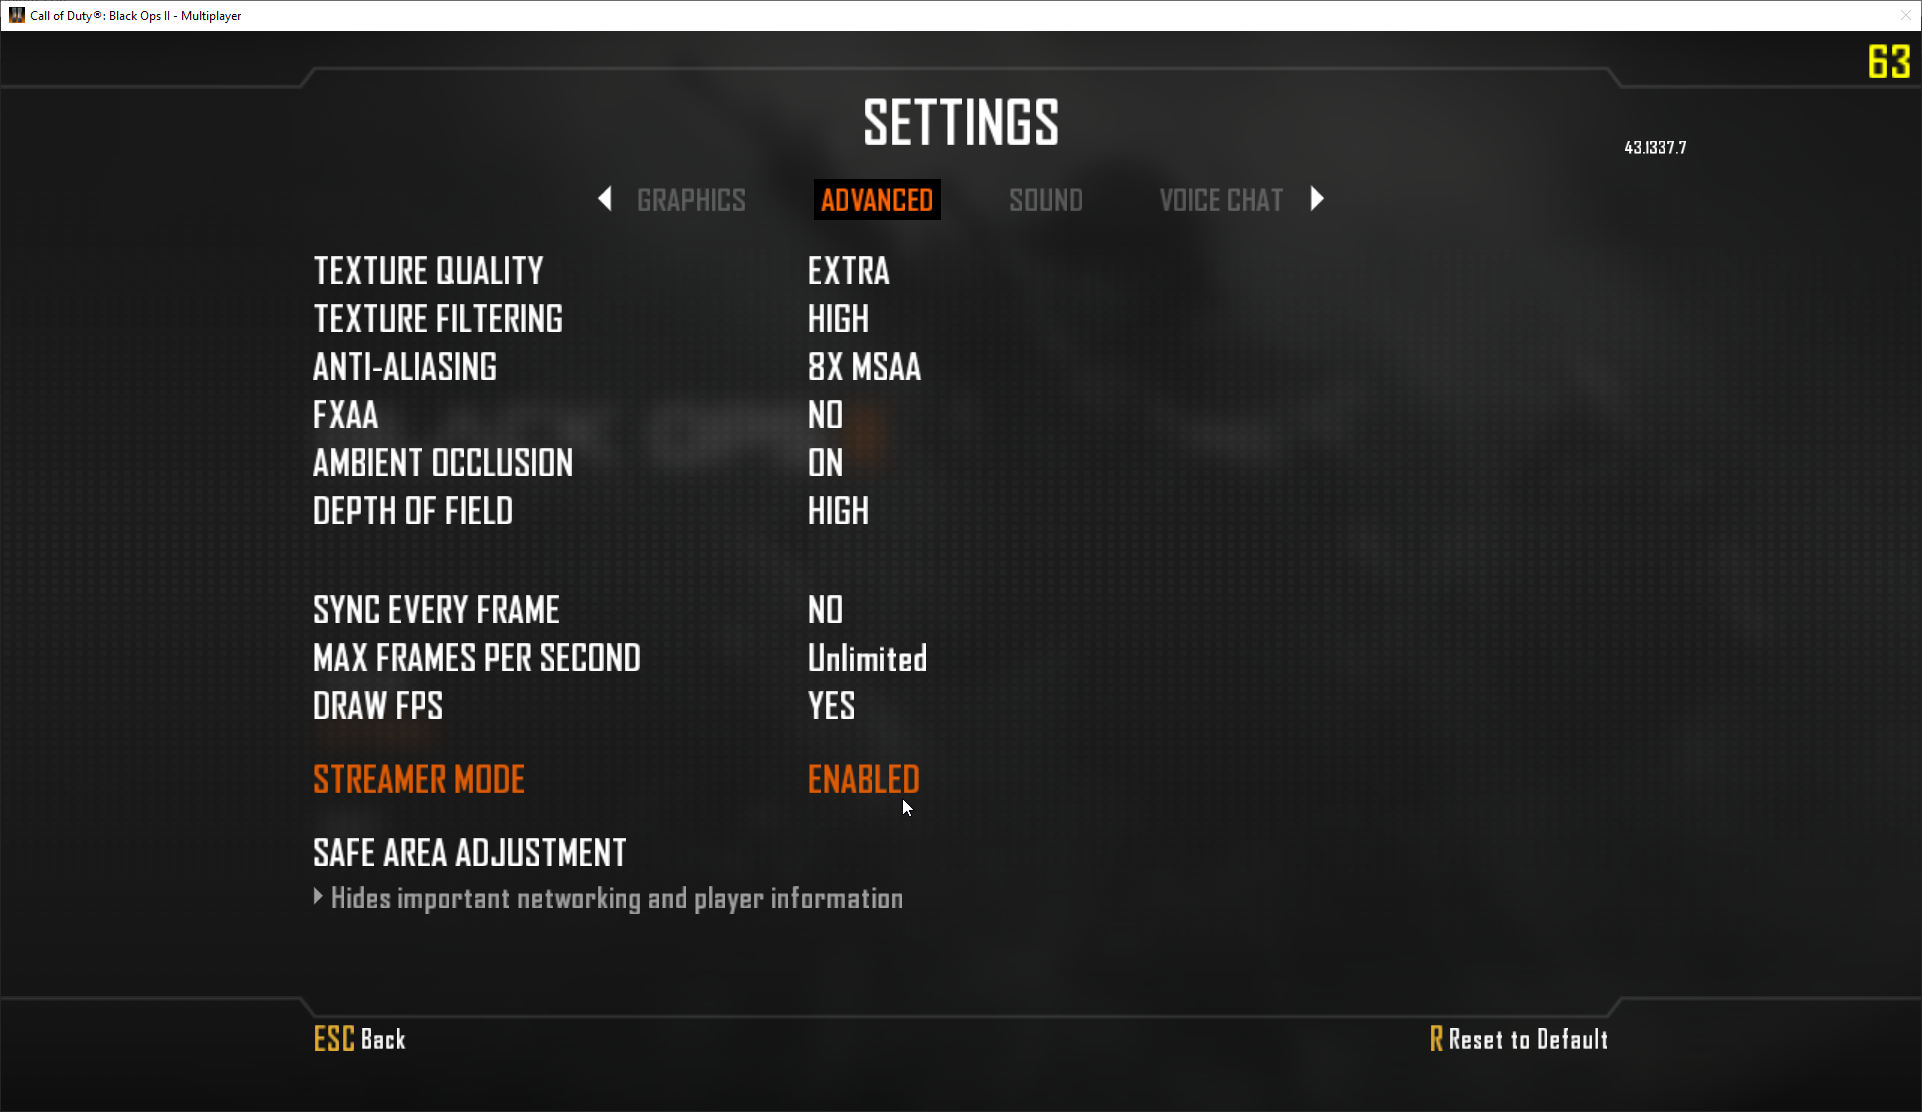 Call of Duty®: Black Ops II - Multiplayer
63
SETTINGS
43.1337.7
GRAPHICS ADVANCED SOUND VOICE CHAT
TEXTURE QUALITY EXTRA
TEXTURE FILTERING HIGH
ANTI-ALIASING 8X MSAA
FXAA NO
AMBIENT OCCLUSION ON
DEPTH OF FIELD HIGH
SYNC EVERY FRAME NO
MAX FRAMES PER SECOND Unlimited
DRAW FPS YES
STREAMER MODE ENABLED
SAFE AREA ADJUSTMENT
Hides important networking and player information
ESC Back R Reset to Default